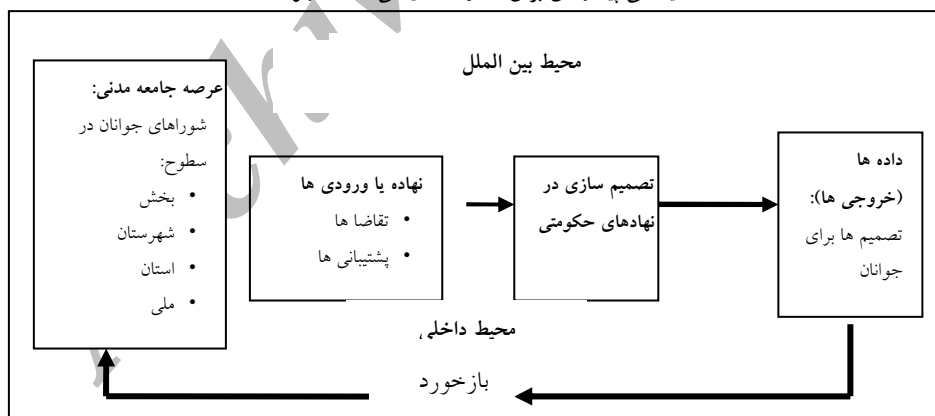 محیط بین الملل
عرصه جامعه مدنی:
شوراهای جوانان در
سطوح:
• بخش
• شهرستان
• استان
• ملی
نهاده یا ورودی ها
• تقاضا ها
• پشتیبانی ها
تصمیم سازی در
نهادهای حکومتی
داده ها
(خروجی ها):
تصمیم ها برای
جوانان
محیط داخلی
بازخورد